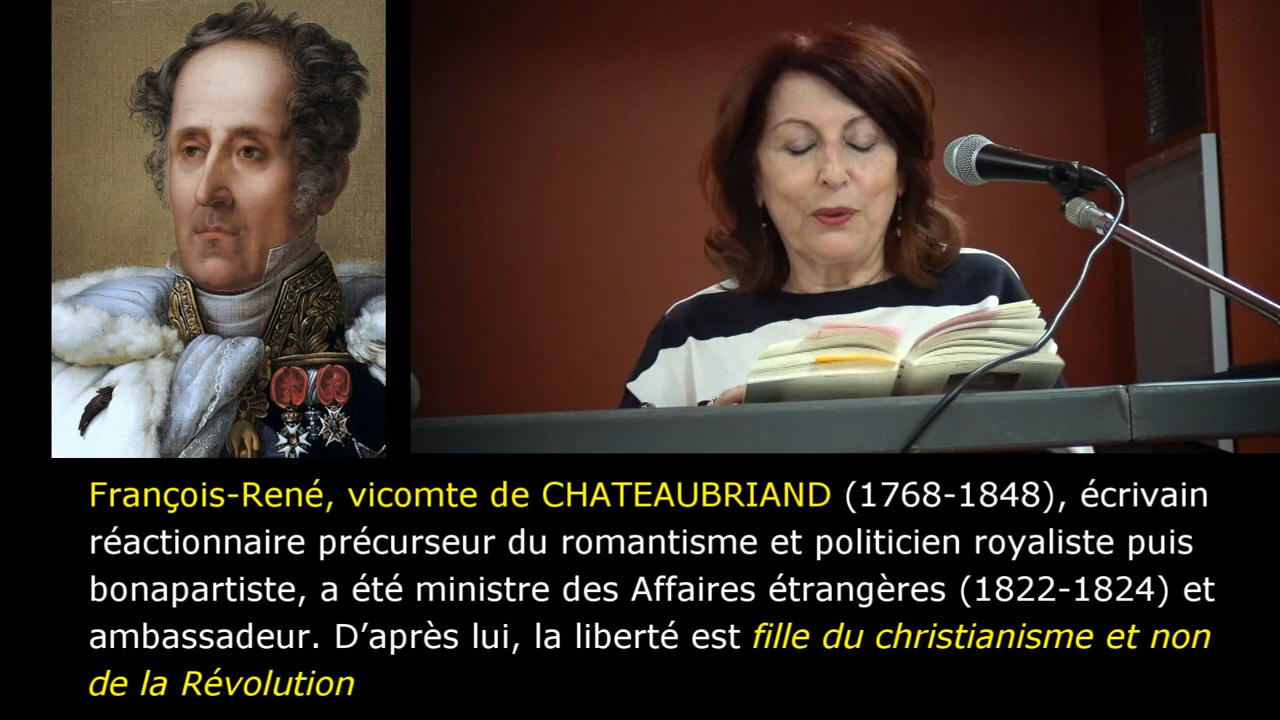 François-René, vicomte de CHATEAUBRIAND (1768-1848), écrivain
réactionnaire précurseur du romantisme et politicien royaliste puis
bonapartiste, a été ministre des Affaires étrangères (1822-1824) et
ambassadeur. D’après lui, la liberté est fille du christianisme et non
de la Révolution